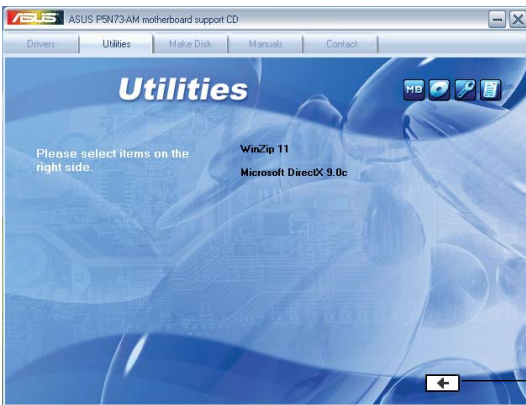 ASUS ASUS P5N73-AM motherboard support CD
Drivers Utilities Make Disk Manuals Contact
Utilities
MB
Please select items on the
right side.
WinZip 11
Microsoft DirectX 9.0c